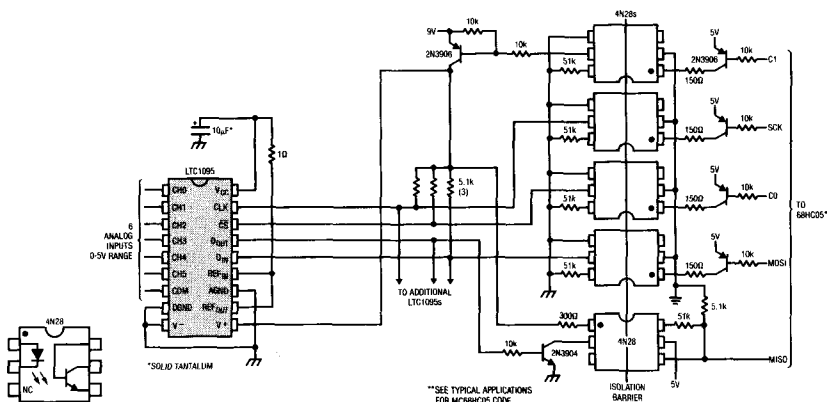 4N28s
9V
10k
2N3906
10k
51k
5V
2N3906
10k
C1
150Ω
10µF*
1Ω
5V
10k
SCK
51k
150Ω
LTC1095
CH0
CH1
CH2
CH3
CH4
CH5
COM
DGND
V−
VCC
CLK
CS
DOUT
DIN
REFIN
AGND
REFOUT
V+
6
ANALOG
INPUTS
0-5V RANGE
5.1k
(3)
5V
10k
C0
51k
150Ω
TO
68HC05*
5V
10k
MOSI
51k
150Ω
TO ADDITIONAL
LTC1095s
300Ω
4N28
51k
5.1k
10k
2N3904
MISO
5V
4N28
NC
*SOLID TANTALUM
**SEE TYPICAL APPLICATIONS
FOR MC68HC05 CODE
ISOLATION
BARRIER